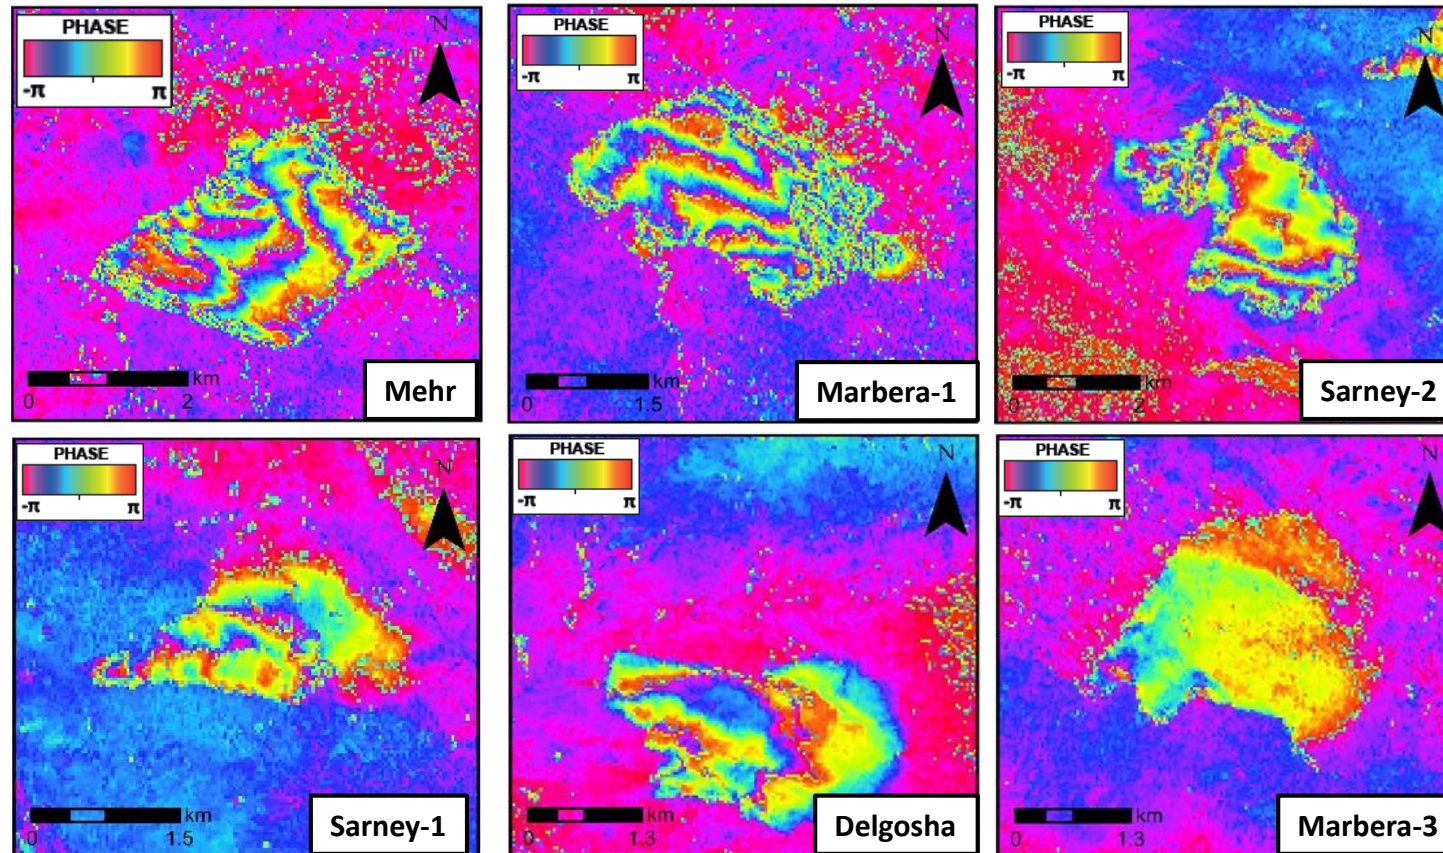 PHASE
-π π
N
km
0 2
Mehr
PHASE
-π π
N
km
0 1.5
Marbera-1
PHASE
-π π
N
km
0 2
Sarney-2
PHASE
-π π
N
km
0 1.5
Sarney-1
PHASE
-π π
N
km
0 1.3
Delgosha
PHASE
-π π
N
km
0 1.3
Marbera-3